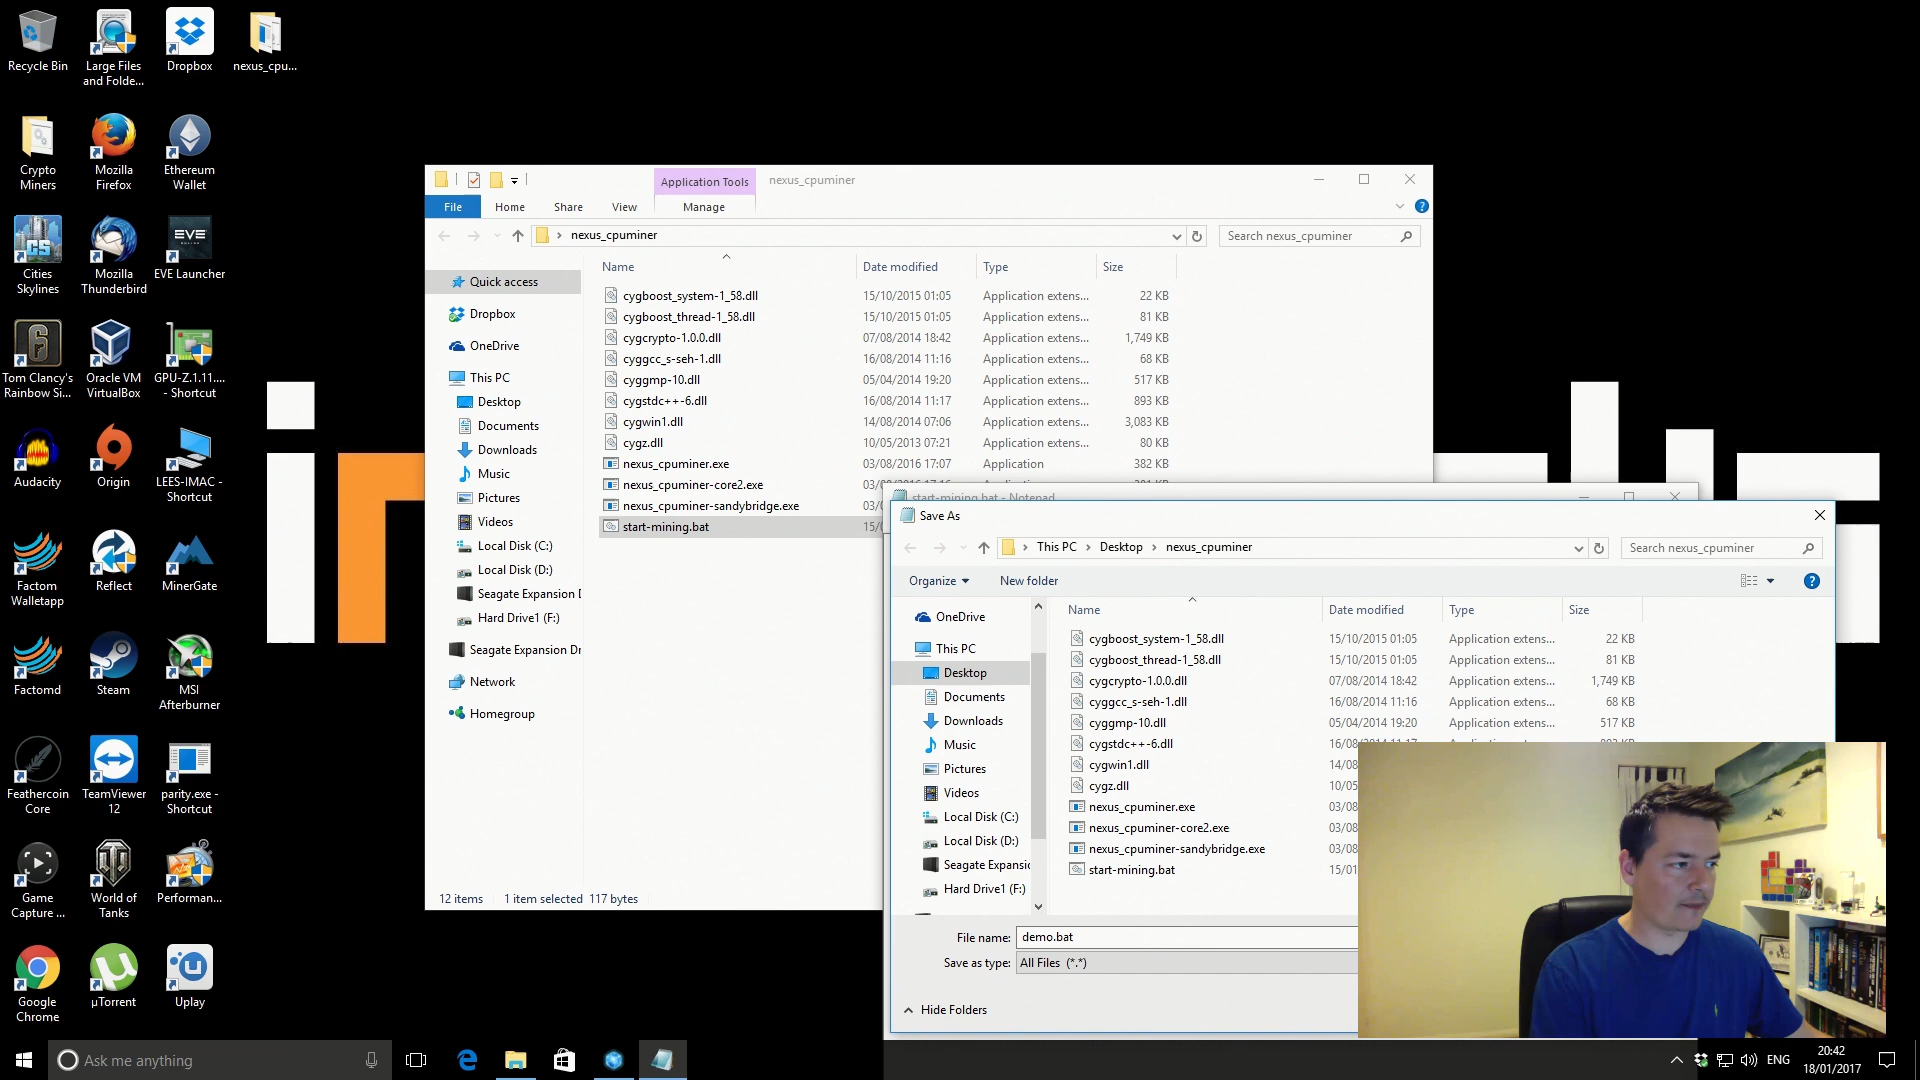 Recycle Bin
Large Files and Folde...
Dropbox
nexus_cpu...
Crypto Miners
Mozilla Firefox
Ethereum Wallet
Cities Skylines
Mozilla Thunderbird
EVE Launcher
Tom Clancy's Rainbow Si...
Oracle VM VirtualBox
GPU-Z.1.11.... - Shortcut
Audacity
Origin
LEES-IMAC - Shortcut
Factom Walletapp
Reflect
MinerGate
Factomd
Steam
MSI Afterburner
Feathercoin Core
TeamViewer 12
parity.exe - Shortcut
Game Capture ...
World of Tanks
Performan...
Google Chrome
µTorrent
Uplay
Application Tools
nexus_cpuminer
File
Home
Share
View
Manage
nexus_cpuminer
Search nexus_cpuminer
Name Date modified Type Size
Quick access
Dropbox
OneDrive
This PC
Desktop
Documents
Downloads
Music
Pictures
Videos
Local Disk (C:)
Local Disk (D:)
Seagate Expansion D
Hard Drive1 (F:)
Seagate Expansion Dr
Network
Homegroup
cygboost_system-1_58.dll 15/10/2015 01:05 Application extens... 22 KB
cygboost_thread-1_58.dll 15/10/2015 01:05 Application extens... 81 KB
cygcrypto-1.0.0.dll 07/08/2014 18:42 Application extens... 1,749 KB
cyggcc_s-seh-1.dll 16/08/2014 11:16 Application extens... 68 KB
cyggmp-10.dll 05/04/2014 19:20 Application extens... 517 KB
cygstdc++-6.dll 16/08/2014 11:17 Application extens... 893 KB
cygwin1.dll 14/08/2014 07:06 Application extens... 3,083 KB
cygz.dll 10/05/2013 07:21 Application extens... 80 KB
nexus_cpuminer.exe 03/08/2016 17:07 Application 382 KB
nexus_cpuminer-core2.exe
nexus_cpuminer-sandybridge.exe 03/
start-mining.bat 15/
12 items 1 item selected 117 bytes
start-mining.bat - Notepad
Save As
This PC > Desktop > nexus_cpuminer
Search nexus_cpuminer
Organize
New folder
Name Date modified Type Size
OneDrive
This PC
Desktop
Documents
Downloads
Music
Pictures
Videos
Local Disk (C:)
Local Disk (D:)
Seagate Expansio
Hard Drive1 (F:)
cygboost_system-1_58.dll 15/10/2015 01:05 Application extens... 22 KB
cygboost_thread-1_58.dll 15/10/2015 01:05 Application extens... 81 KB
cygcrypto-1.0.0.dll 07/08/2014 18:42 Application extens... 1,749 KB
cyggcc_s-seh-1.dll 16/08/2014 11:16 Application extens... 68 KB
cyggmp-10.dll 05/04/2014 19:20 Application extens... 517 KB
cygstdc++-6.dll
cygwin1.dll 14/08
cygz.dll 10/05
nexus_cpuminer.exe 03/08
nexus_cpuminer-core2.exe 03/08
nexus_cpuminer-sandybridge.exe 03/08
start-mining.bat 15/01
File name: demo.bat
Save as type: All Files (*.*)
Hide Folders
Ask me anything
ENG
20:42
18/01/2017